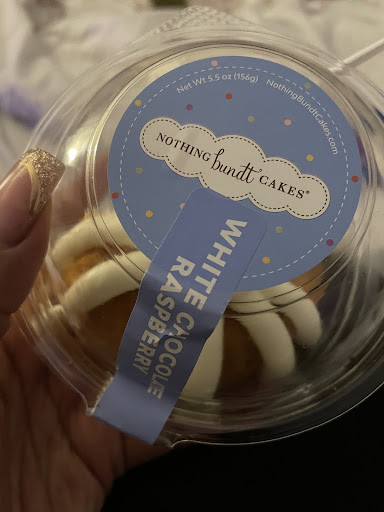 Net Wt 5.5 oz (156g) NothingBundtCakes.com
NOTHING bundt CAKES®
WHITE CHOCOLATE
RASPBERRY